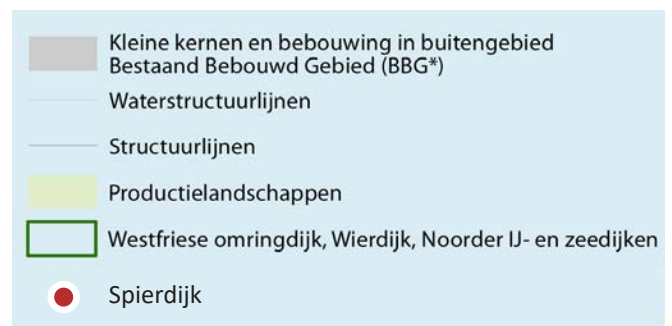 Kleine kernen en bebouwing in buitengebied
Bestaand Bebouwd Gebied (BBG*)
Waterstructuurlijnen
Structuurlijnen
Productielandschappen
Westfriese omringdijk, Wierdijk, Noorder IJ- en zeedijken
Spierdijk